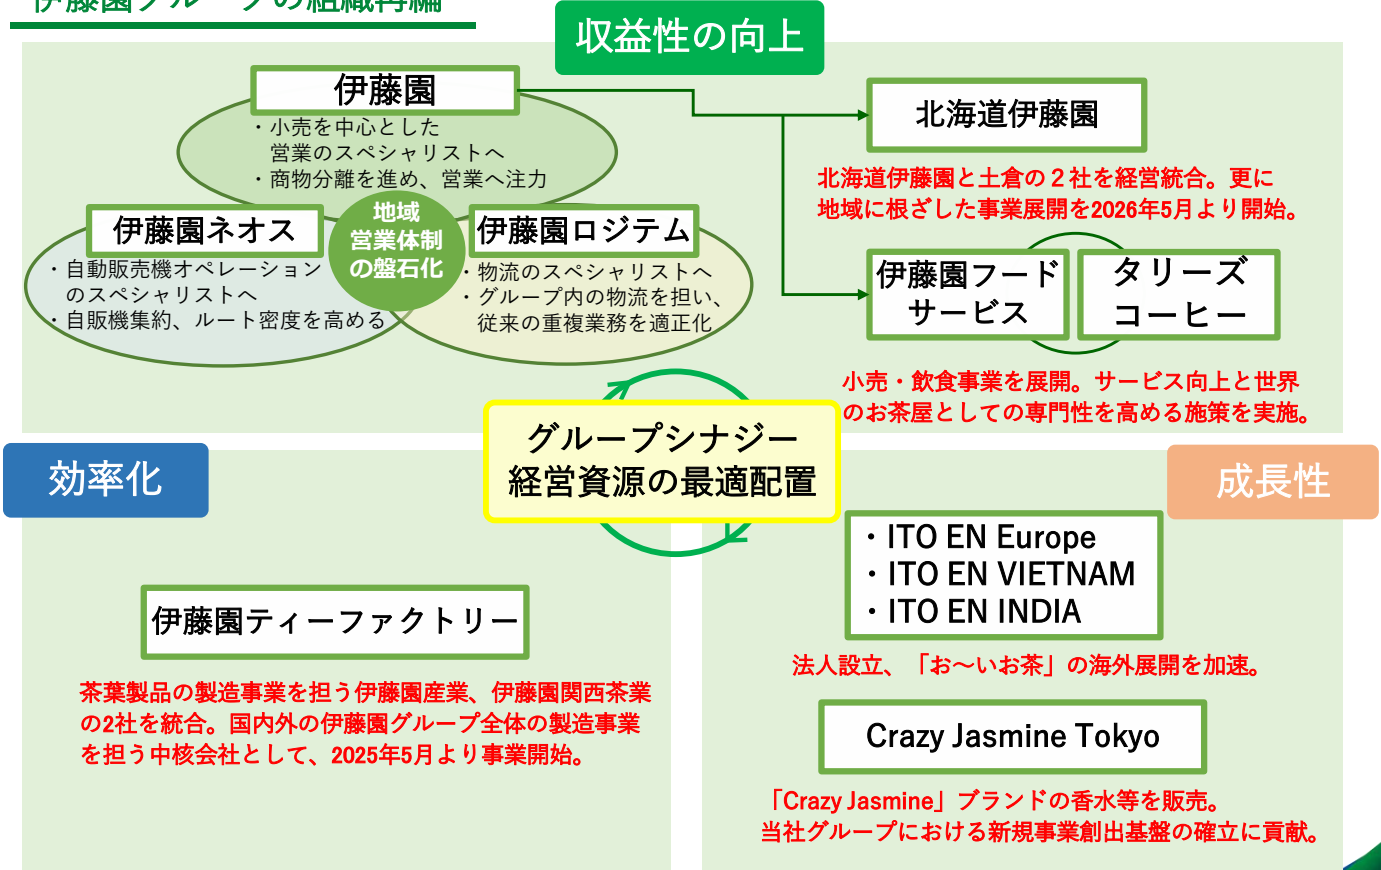 伊藤園グループの組織再編
収益性の向上
伊藤園
・小売を中心とした
営業のスペシャリストへ
・商物分離を進め、営業へ注力
地域
営業体制
の盤石化
伊藤園ネオス
・自動販売機オペレーション
のスペシャリストへ
・自販機集約、ルート密度を高める
伊藤園ロジテム
・物流のスペシャリストへ
・グループ内の物流を担い、
従来の重複業務を適正化
北海道伊藤園
北海道伊藤園と土倉の２社を経営統合。更に
地域に根ざした事業展開を2026年5月より開始。
伊藤園フード
サービス
タリーズ
コーヒー
小売・飲食事業を展開。サービス向上と世界
のお茶屋としての専門性を高める施策を実施。
グループシナジー
経営資源の最適配置
効率化
伊藤園ティーファクトリー
茶葉製品の製造事業を担う伊藤園産業、伊藤園関西茶業
の2社を統合。国内外の伊藤園グループ全体の製造事業
を担う中核会社として、2025年5月より事業開始。
成長性
・ITO EN Europe
・ITO EN VIETNAM
・ITO EN INDIA
法人設立、「お～いお茶」の海外展開を加速。
Crazy Jasmine Tokyo
「Crazy Jasmine」ブランドの香水等を販売。
当社グループにおける新規事業創出基盤の確立に貢献。